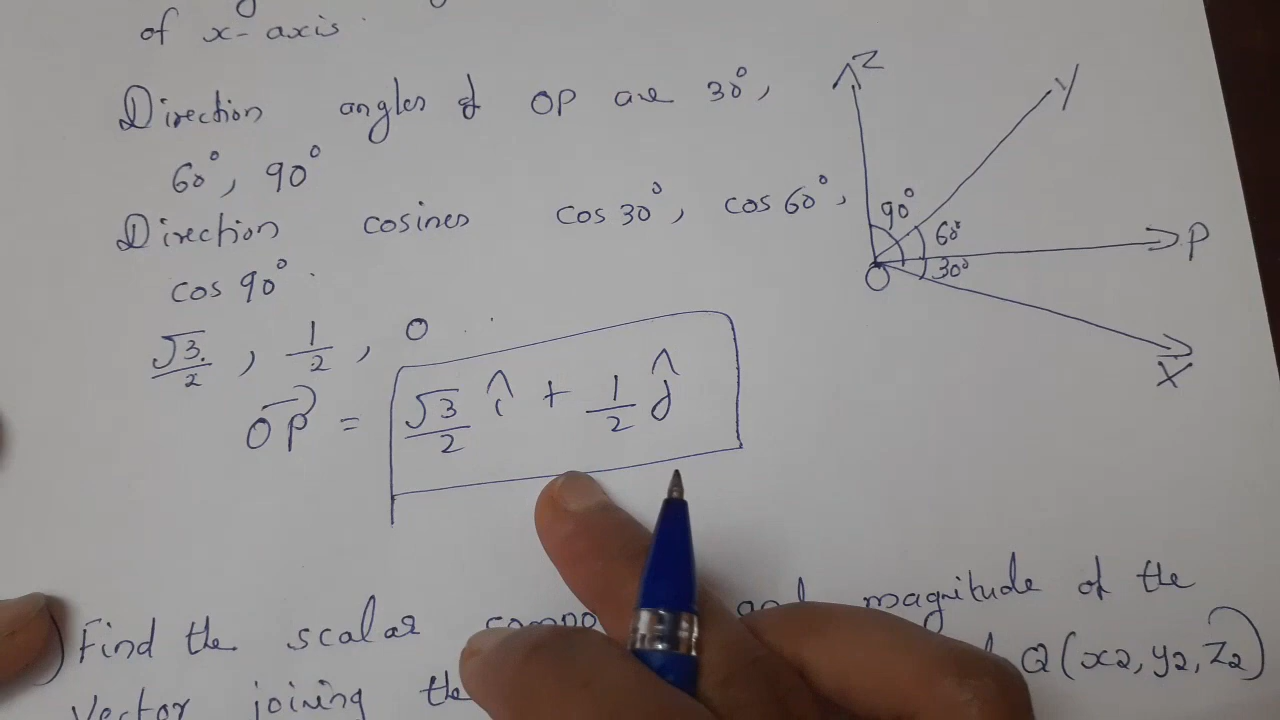 of x-axis.
Direction angles of OP are 30°,
60°, 90°
Direction cosines cos 30°, cos 60°,
cos 90°.
√3/2, 1/2, 0
OP⃗ = √3/2 î + 1/2 ĵ
Z
Y
90°
60°
P
30°
O
X
Find the scalar and magnitude of the
Vector joining the Q(x2, y2, z2)